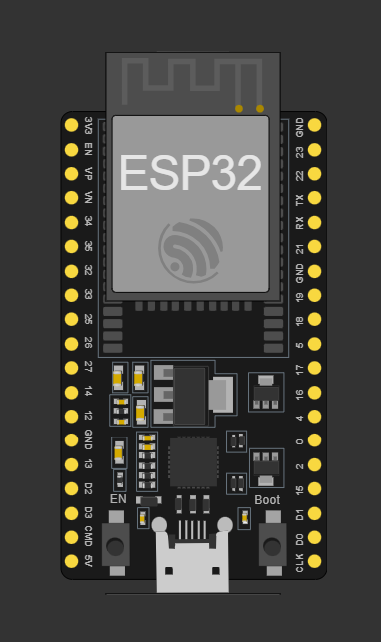 ESP32
3V3
EN
VP
VN
34
35
32
33
25
26
27
14
12
GND
13
D2
D3
CMD
5V
GND
23
22
TX
RX
21
GND
19
18
5
17
16
4
0
2
15
D1
D0
CLK
EN
Boot